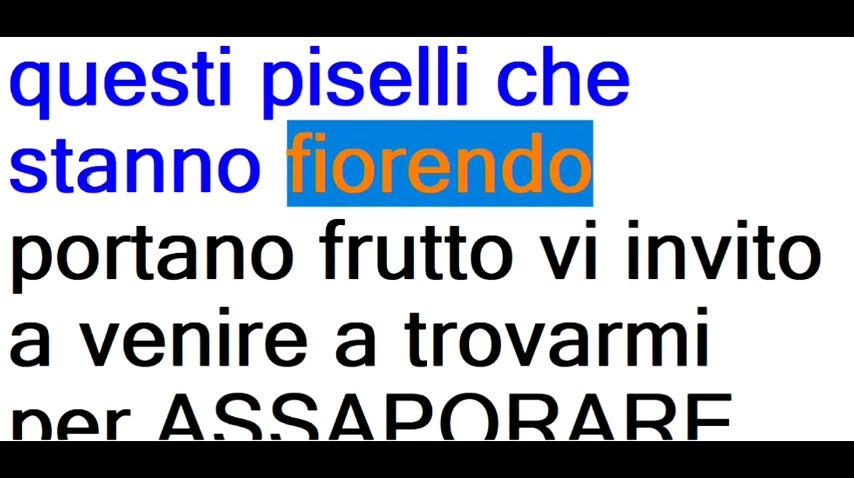 questi piselli che
stanno fiorendo
portano frutto vi invito
a venire a trovarmi
per ASSAPORARE